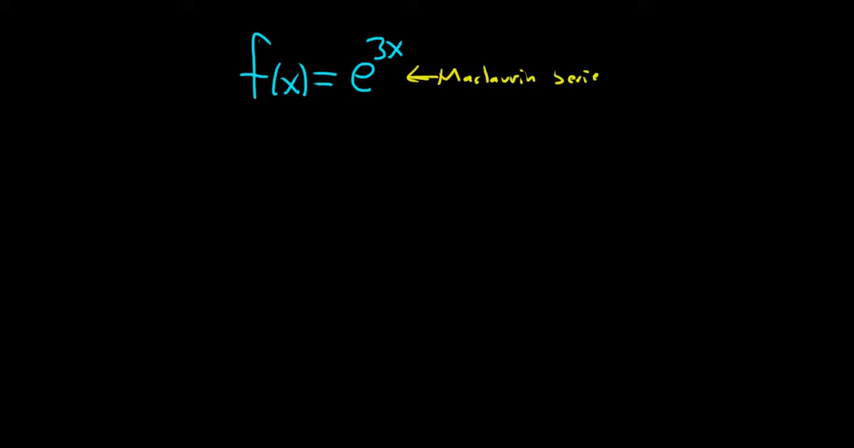 f(x) = e^{3x} ← Maclaurin serie